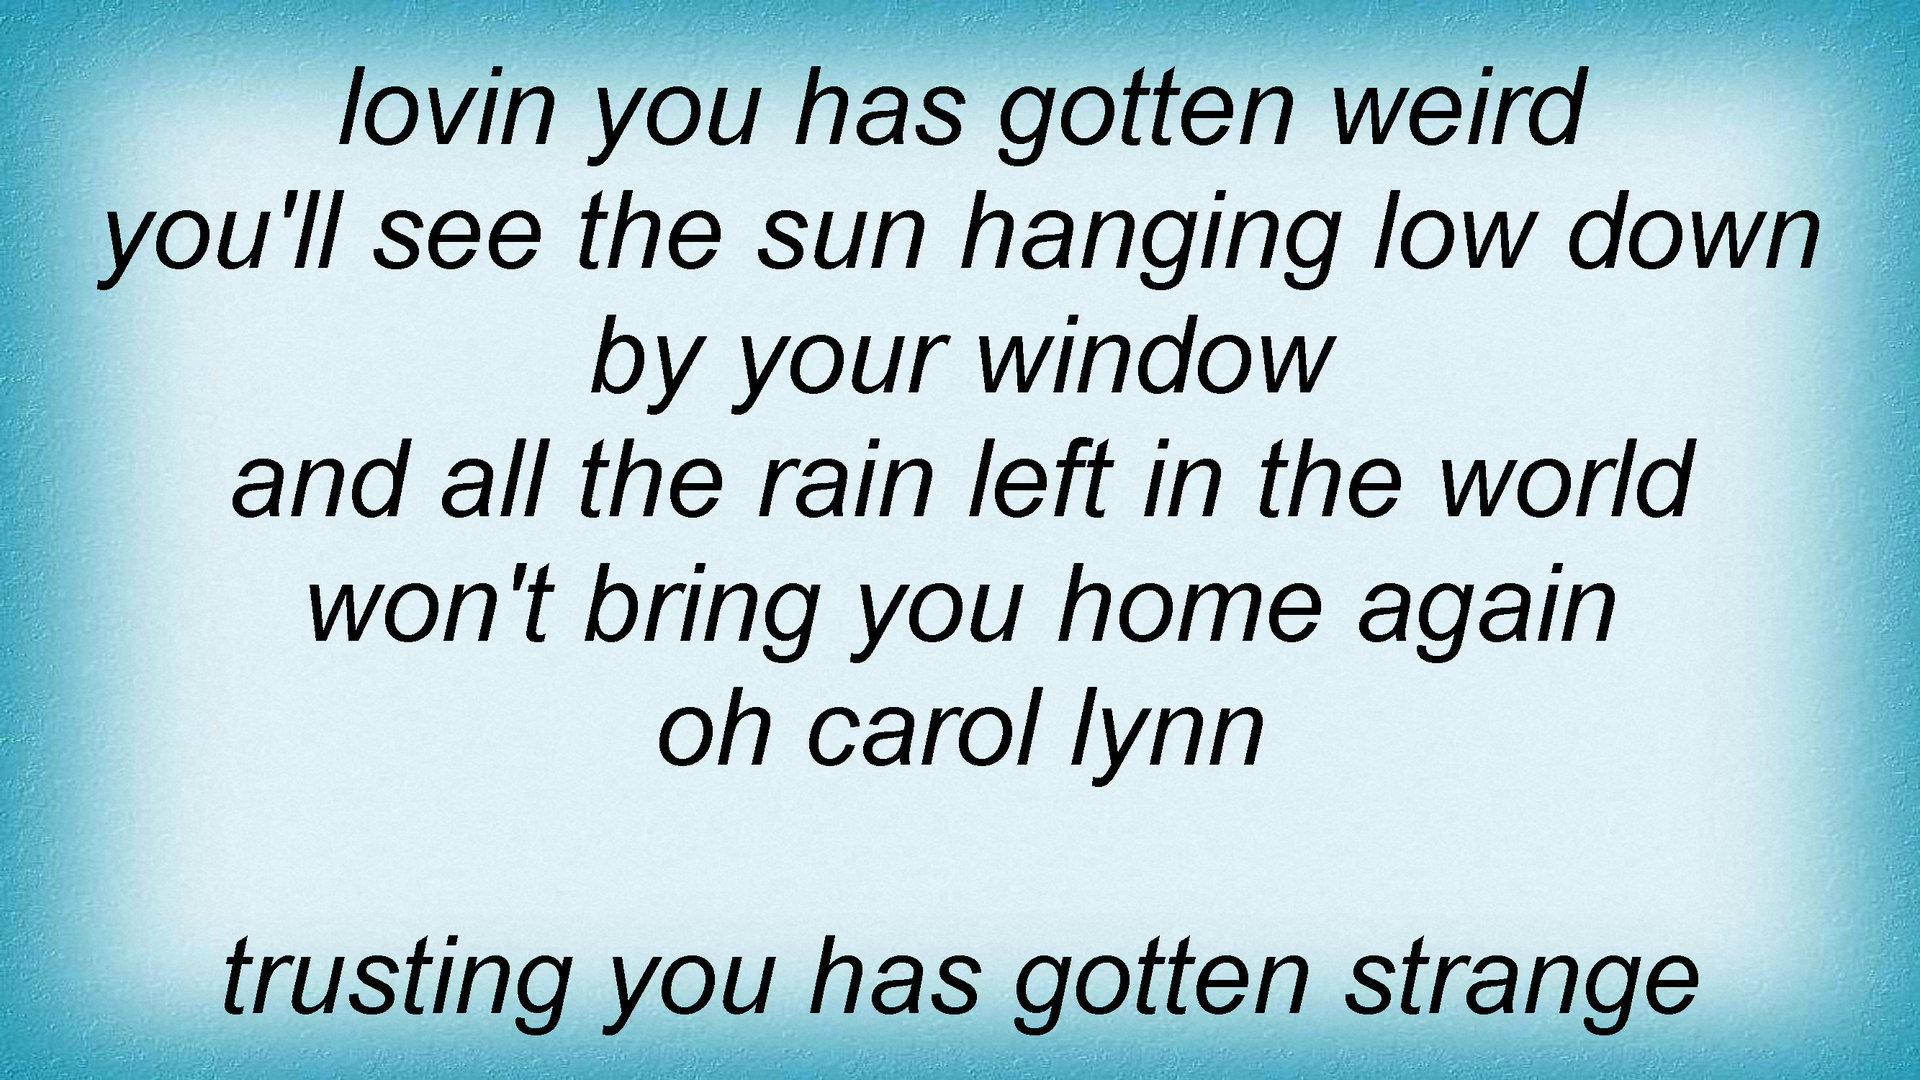 lovin you has gotten weird
you'll see the sun hanging low down
by your window
and all the rain left in the world
won't bring you home again
oh carol lynn
trusting you has gotten strange